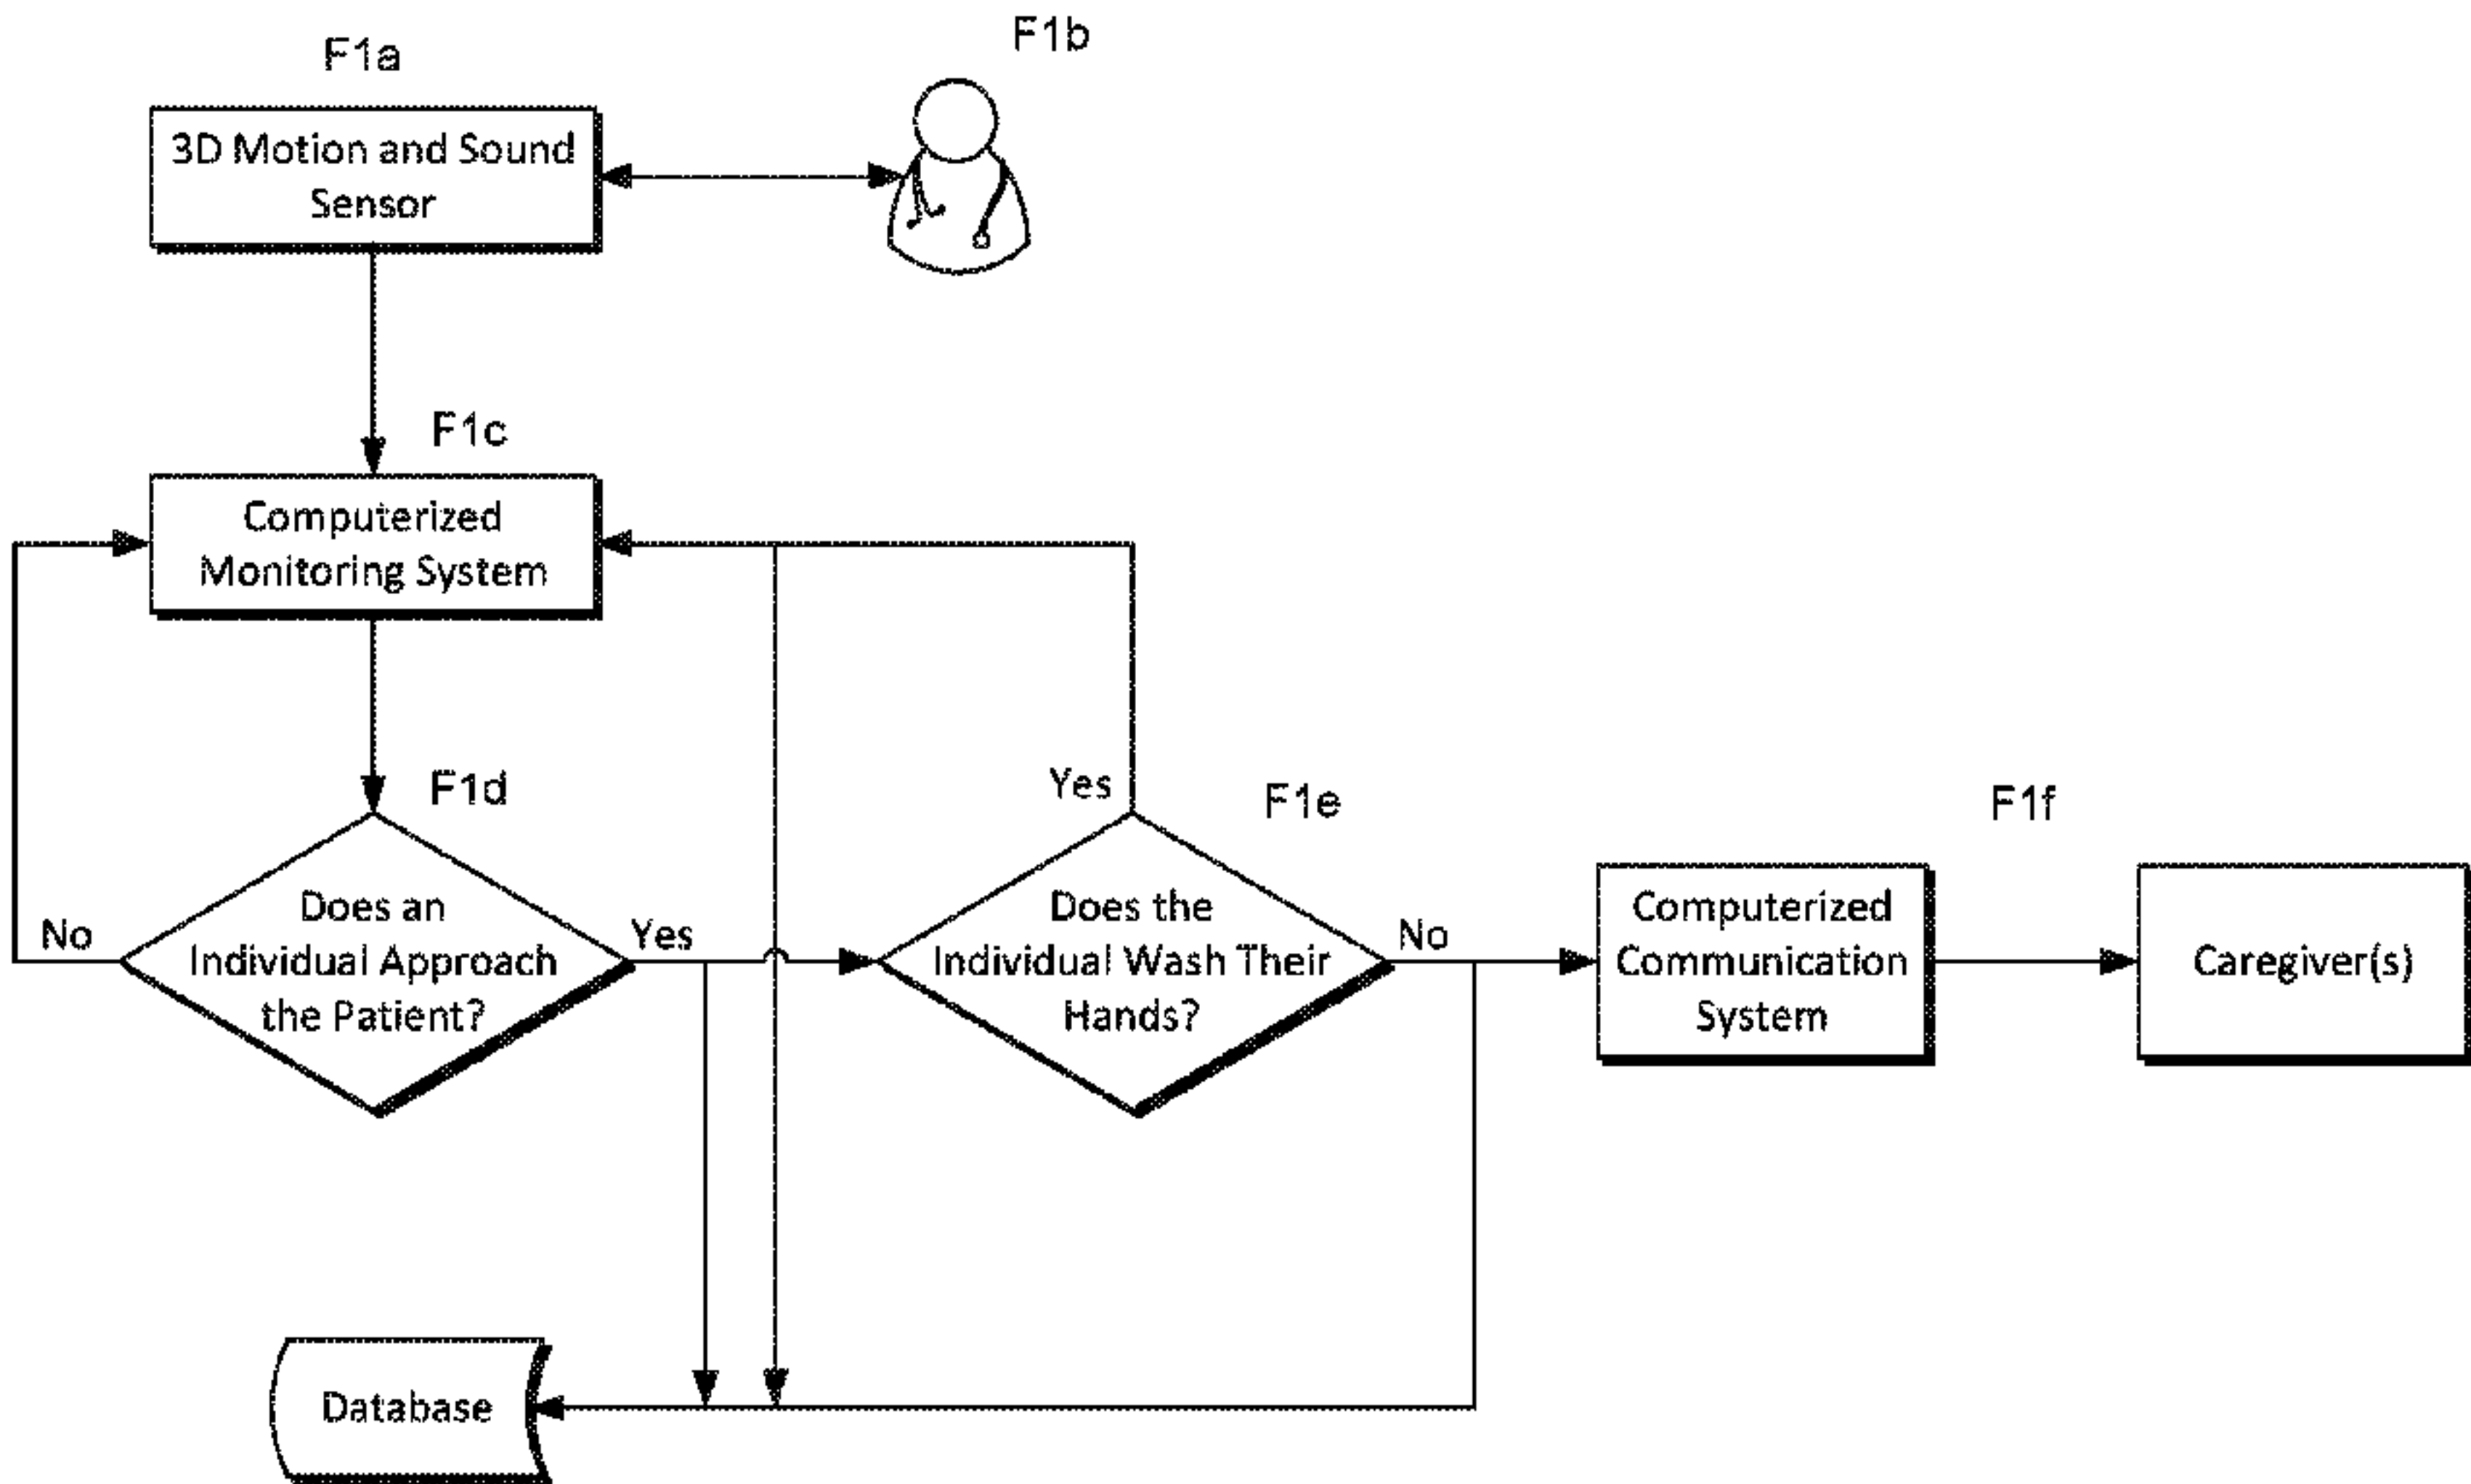 F1a
F1b
3D Motion and Sound
Sensor
F1c
Computerized
Monitoring System
F1d
Yes
F1e
F1f
No
Does an
Individual Approach
the Patient?
Yes
Does the
Individual Wash Their
Hands?
No
Computerized
Communication
System
Caregiver(s)
Database